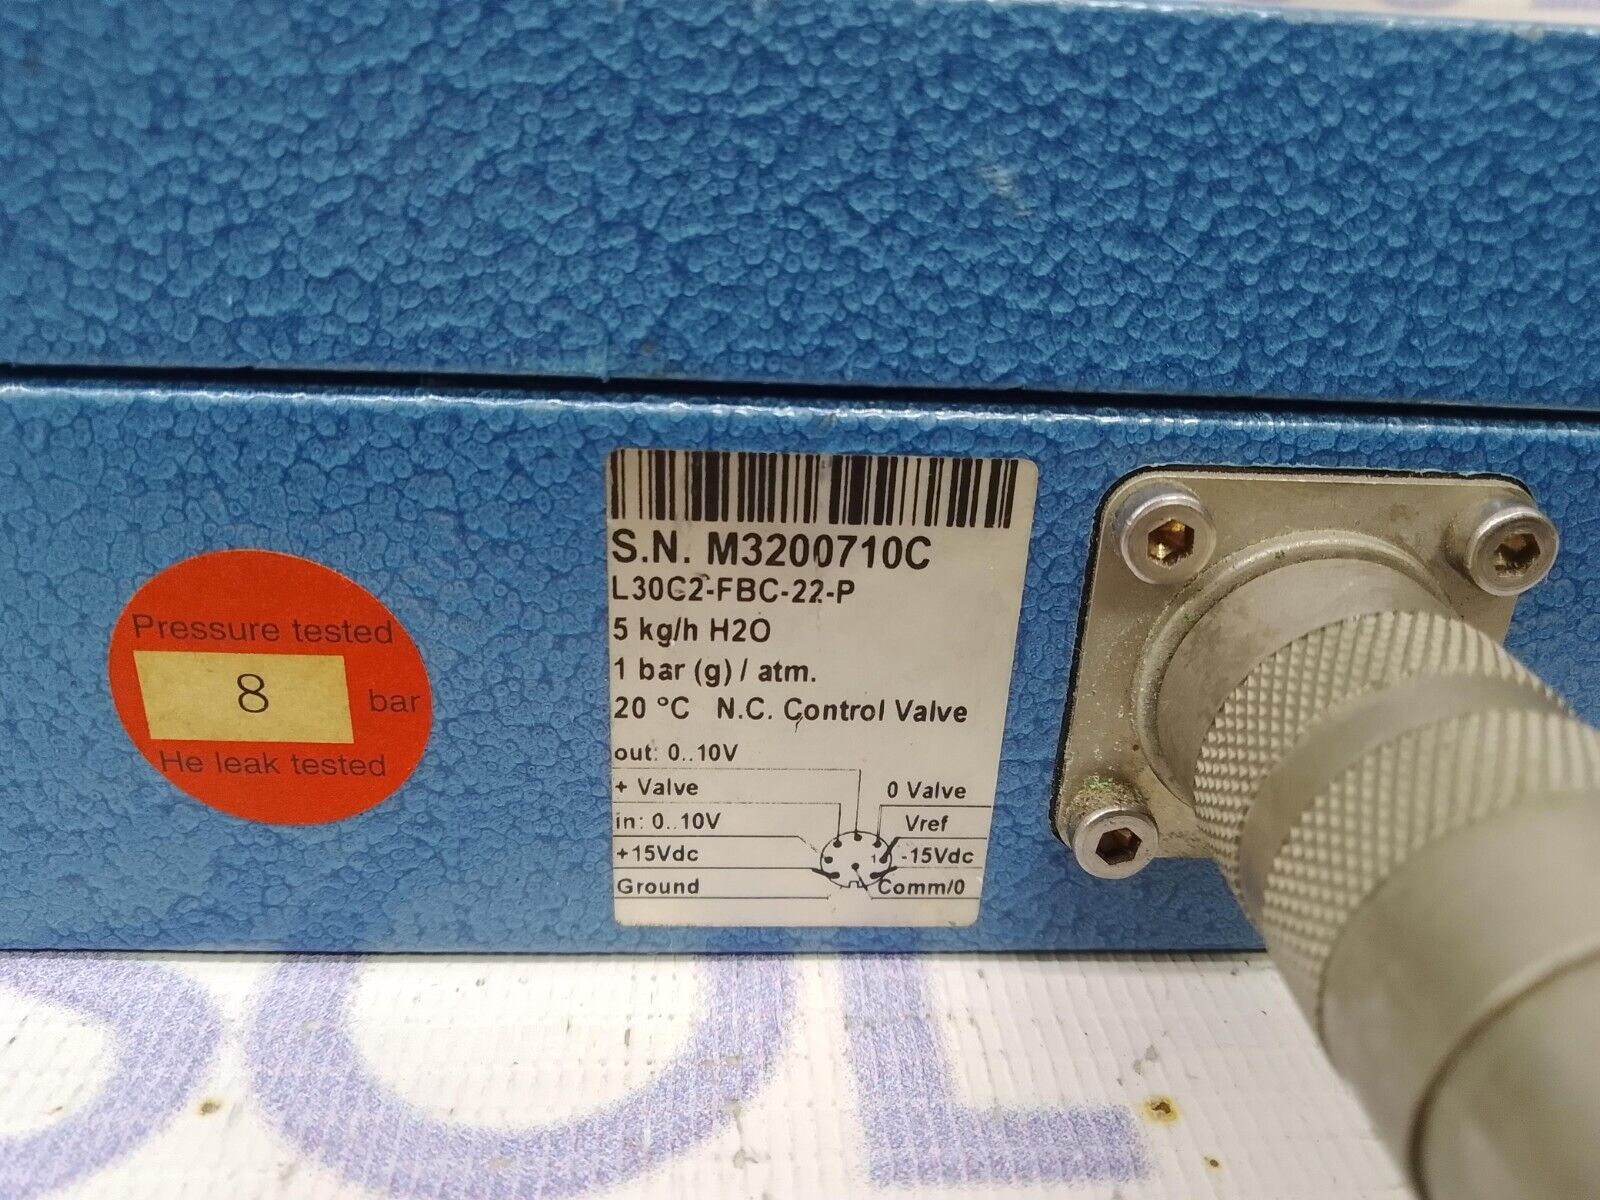 S.N. M3200710C
L30C2-FBC-22-P
5 kg/h H2O
1 bar (g) / atm.
20 °C N.C. Control Valve
out: 0..10V
+ Valve 0 Valve
in: 0..10V Vref
+15Vdc 1 -15Vdc
Ground Comm/0
Pressure tested
8 bar
He leak tested